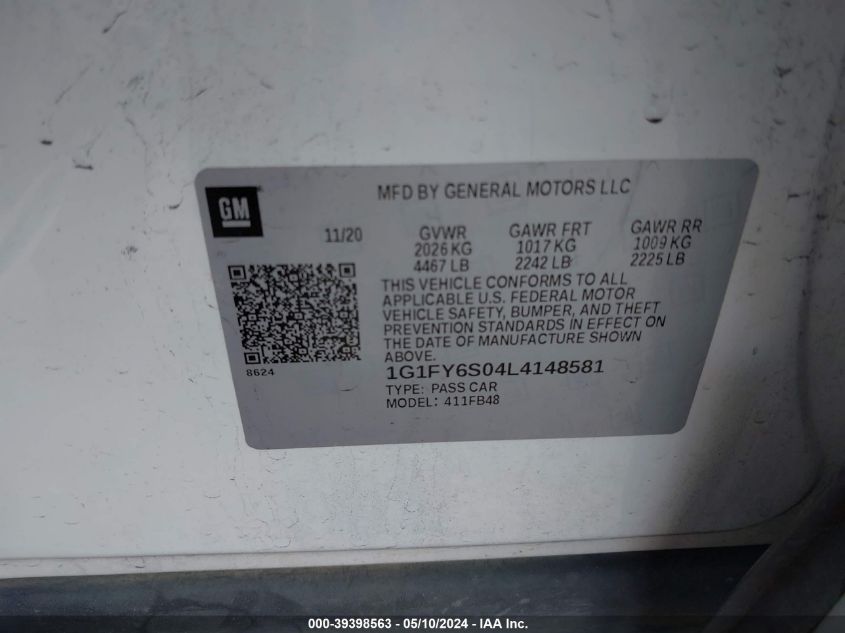 MFD BY GENERAL MOTORS LLC
GM
11/20 GVWR GAWR FRT GAWR RR
2026 KG 1017 KG 1009 KG
4467 LB 2242 LB 2225 LB
THIS VEHICLE CONFORMS TO ALL
APPLICABLE U.S. FEDERAL MOTOR
VEHICLE SAFETY, BUMPER, AND THEFT
PREVENTION STANDARDS IN EFFECT ON
THE DATE OF MANUFACTURE SHOWN
ABOVE.
8624
1G1FY6S04L4148581
TYPE: PASS CAR
MODEL: 411FB48
000-39398563 - 05/10/2024 - IAA Inc.